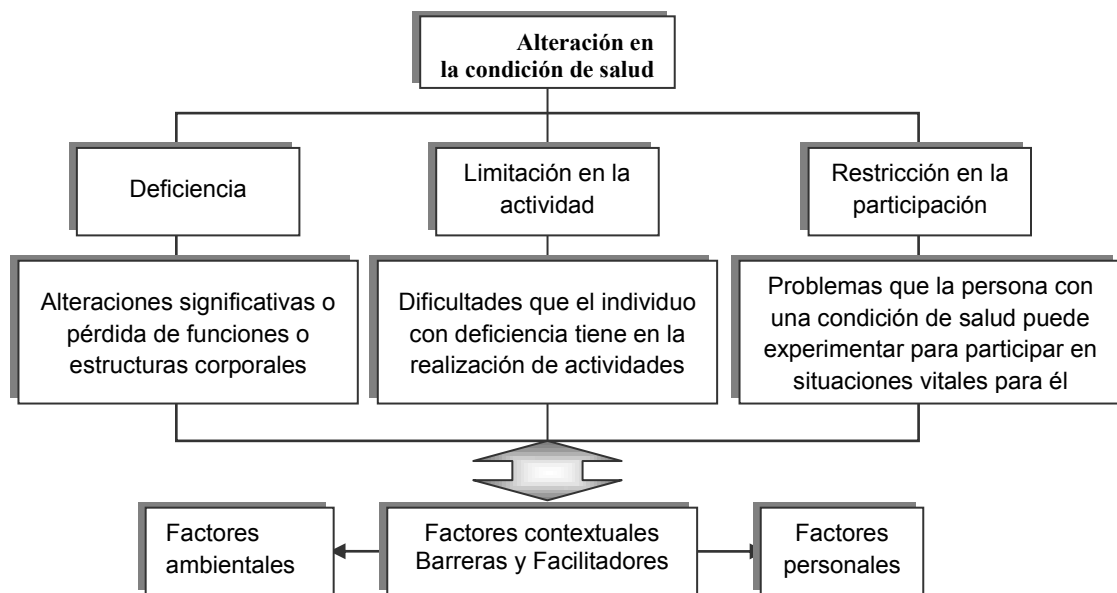 Alteración en
la condición de salud
Deficiencia
Limitación en la
actividad
Restricción en la
participación
Alteraciones significativas o
pérdida de funciones o
estructuras corporales
Dificultades que el individuo
con deficiencia tiene en la
realización de actividades
Problemas que la persona con
una condición de salud puede
experimentar para participar en
situaciones vitales para él
Factores
ambientales
Factores contextuales
Barreras y Facilitadores
Factores
personales